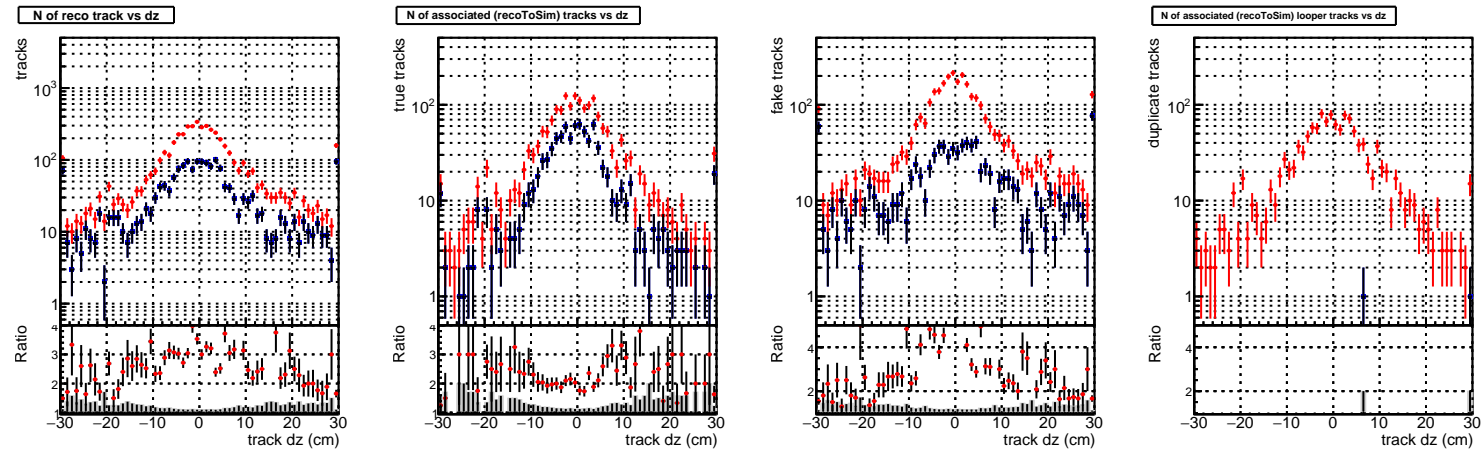 N of reco track vs dz
tracks
10³
10²
10
1
Ratio
4
3
2
1
−30 −20 −10 0 10 20 30
track dz (cm)
N of associated (recoToSim) tracks vs dz
true tracks
10²
10
1
Ratio
4
3
2
1
−30 −20 −10 0 10 20 30
track dz (cm)
fake tracks
10²
10
1
Ratio
4
2
−30 −20 −10 0 10 20 30
track dz (cm)
N of associated (recoToSim) looper tracks vs dz
duplicate tracks
10²
10
1
Ratio
4
2
−30 −20 −10 0 10 20 30
track dz (cm)